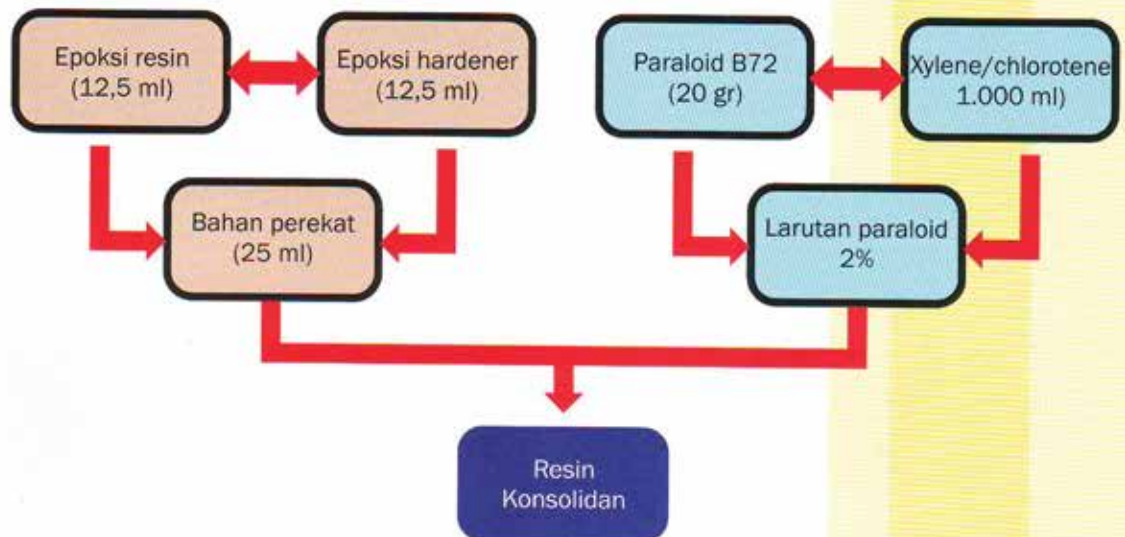 Epoksi resin
(12,5 ml)
Epoksi hardener
(12,5 ml)
Paraloid B72
(20 gr)
Xylene/chlorotene
1.000 ml)
Bahan perekat
(25 ml)
Larutan paraloid
2%
Resin
Konsolidan